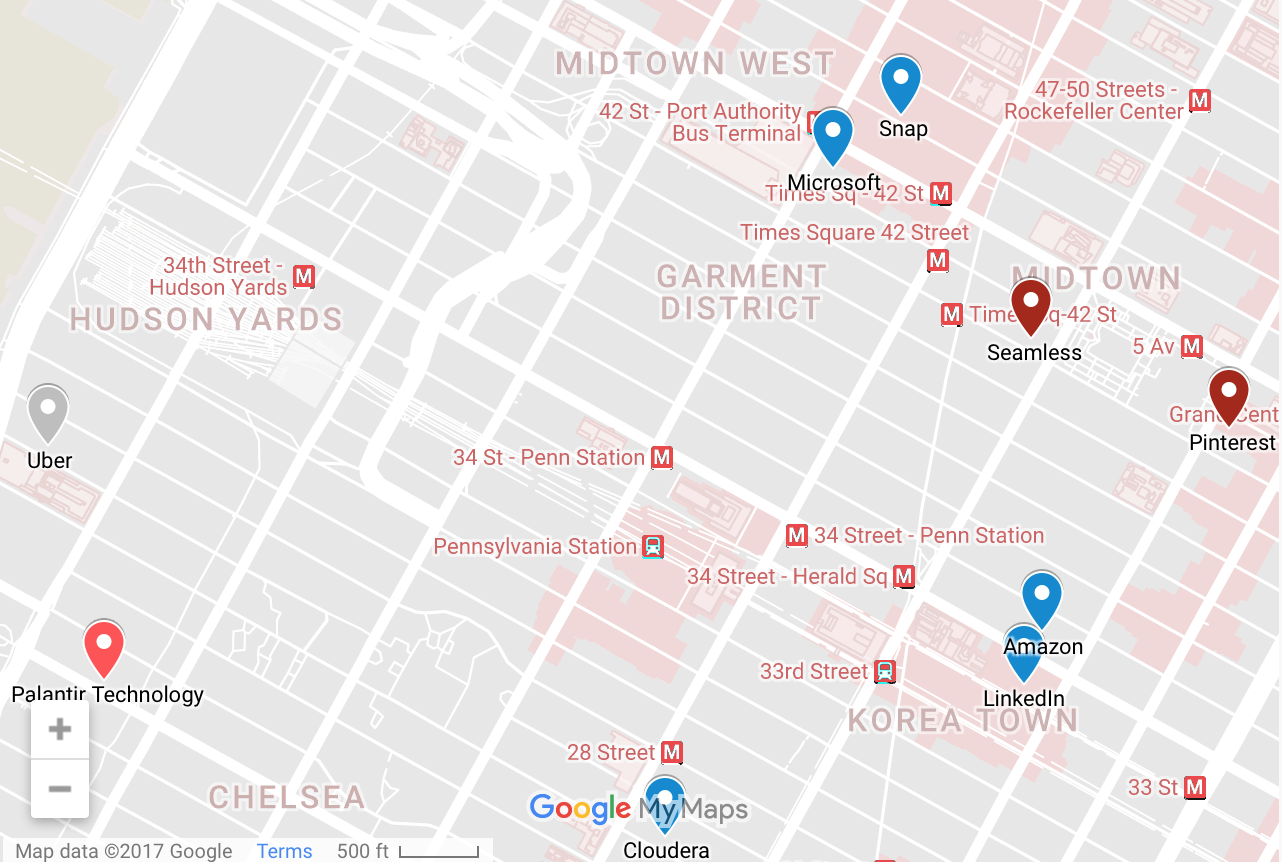 MIDTOWN WEST
47-50 Streets -
Rockefeller Center
42 St - Port Authority
Bus Terminal
Snap
Microsoft
Times Sq - 42 St
Times Square 42 Street
34th Street -
Hudson Yards
GARMENT
DISTRICT
MIDTOWN
HUDSON YARDS
Times Sq-42 St
5 Av
Seamless
Grand Cent
Pinterest
Uber
34 St - Penn Station
34 Street - Penn Station
Pennsylvania Station
34 Street - Herald Sq
Amazon
33rd Street
LinkedIn
Palantir Technology
KOREA TOWN
28 Street
33 St
CHELSEA
Google My Maps
Cloudera
Map data ©2017 Google Terms 500 ft